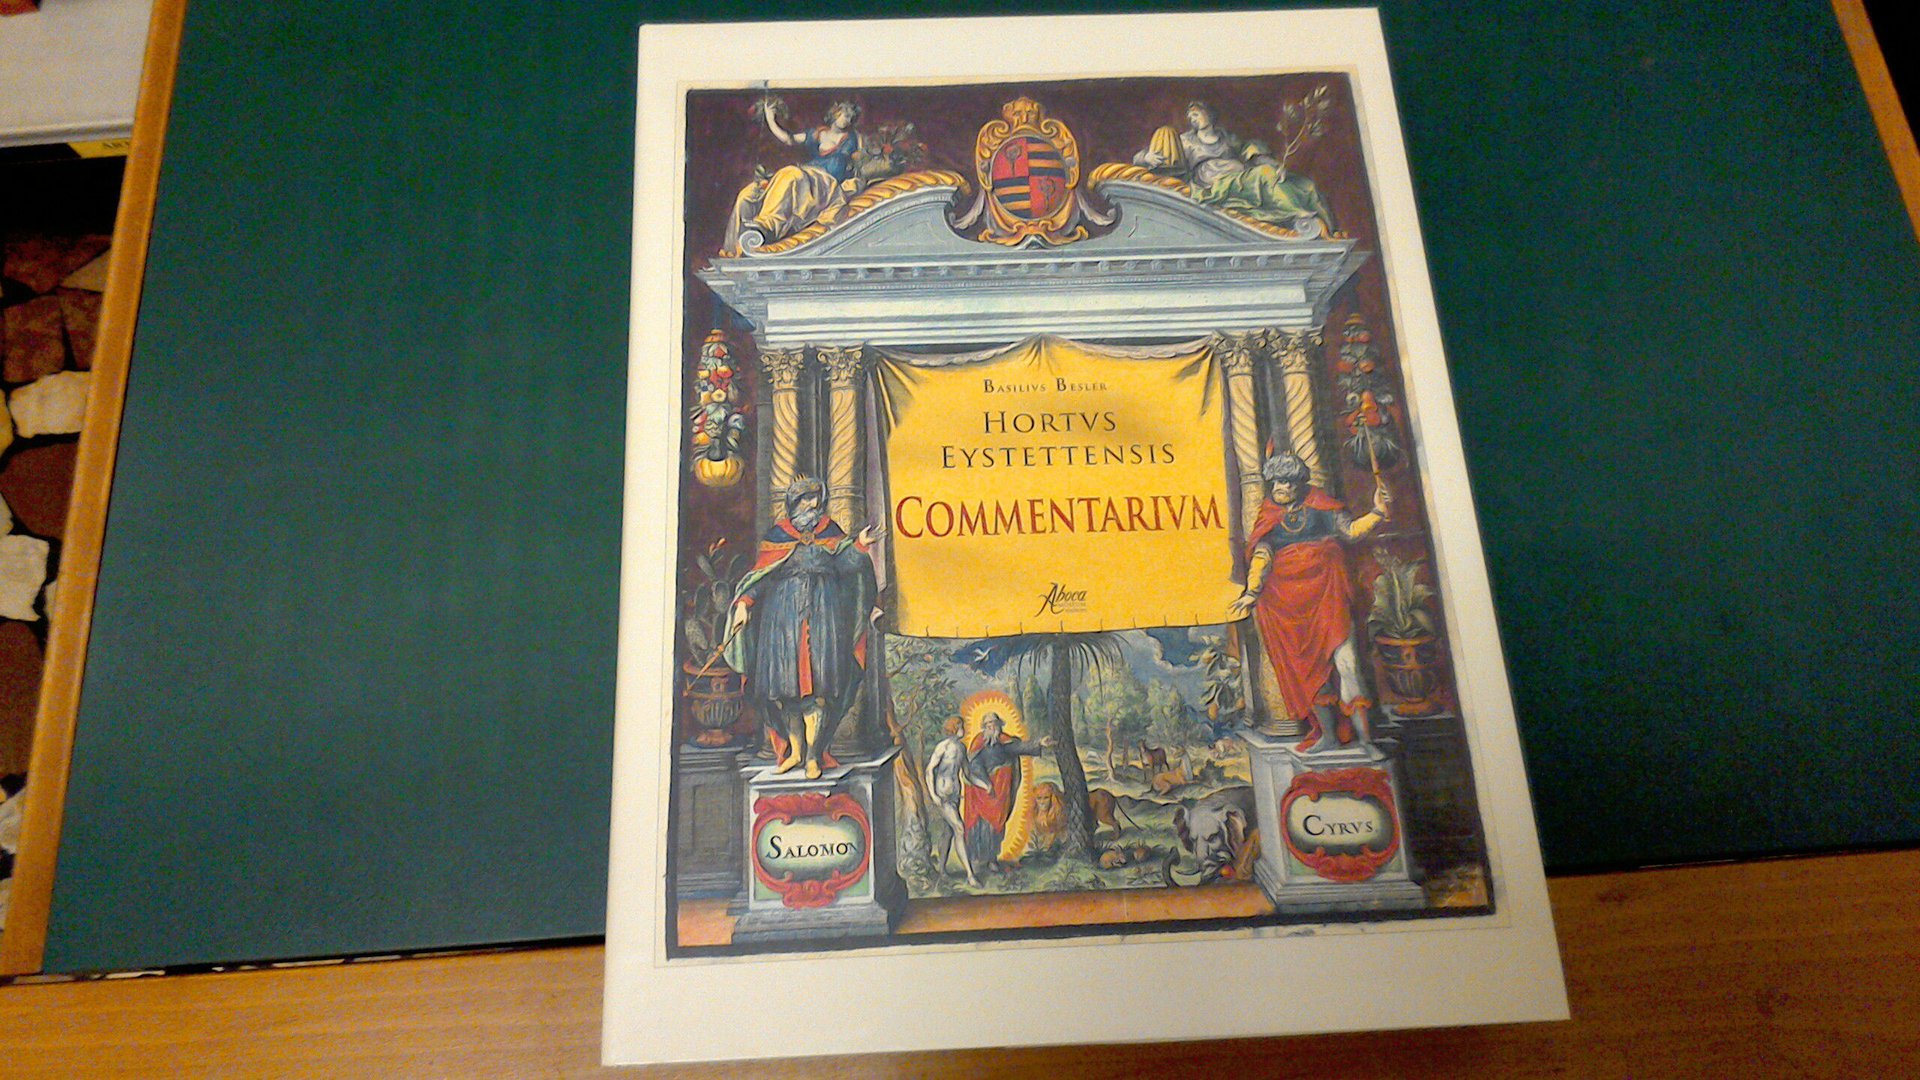 BASILIVS BESLER
HORTVS
EYSTETTENSIS
COMMENTARIVM
Aboca
SALOMON
CYRVS.